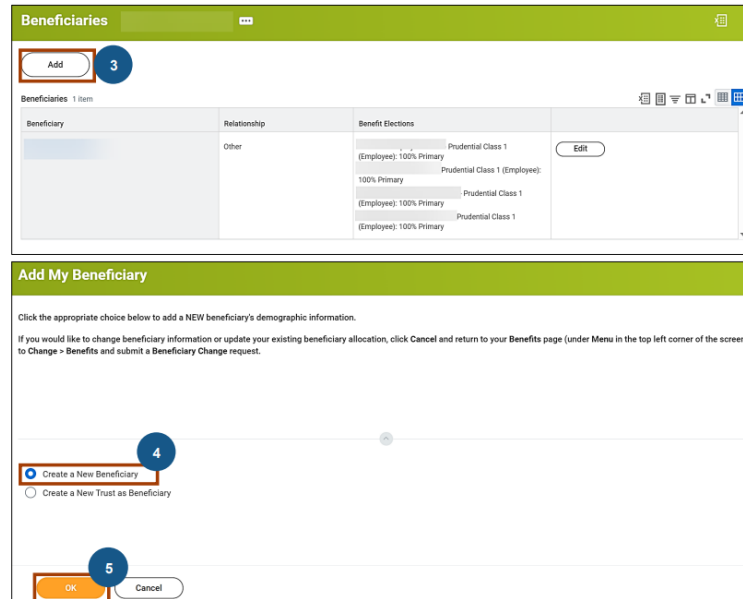 Beneficiaries
Add
3
Beneficiaries 1 item
Beneficiary Relationship Benefit Elections
Other
Prudential Class 1
(Employee): 100% Primary
Prudential Class 1 (Employee):
100% Primary
Prudential Class 1
(Employee): 100% Primary
Prudential Class 1
(Employee): 100% Primary
Edit
Add My Beneficiary
Click the appropriate choice below to add a NEW beneficiary's demographic information.
If you would like to change beneficiary information or update your existing beneficiary allocation, click Cancel and return to your Benefits page (under Menu in the top left corner of the screen
to Change > Benefits and submit a Beneficiary Change request.
4
Create a New Beneficiary
Create a New Trust as Beneficiary
5
OK Cancel